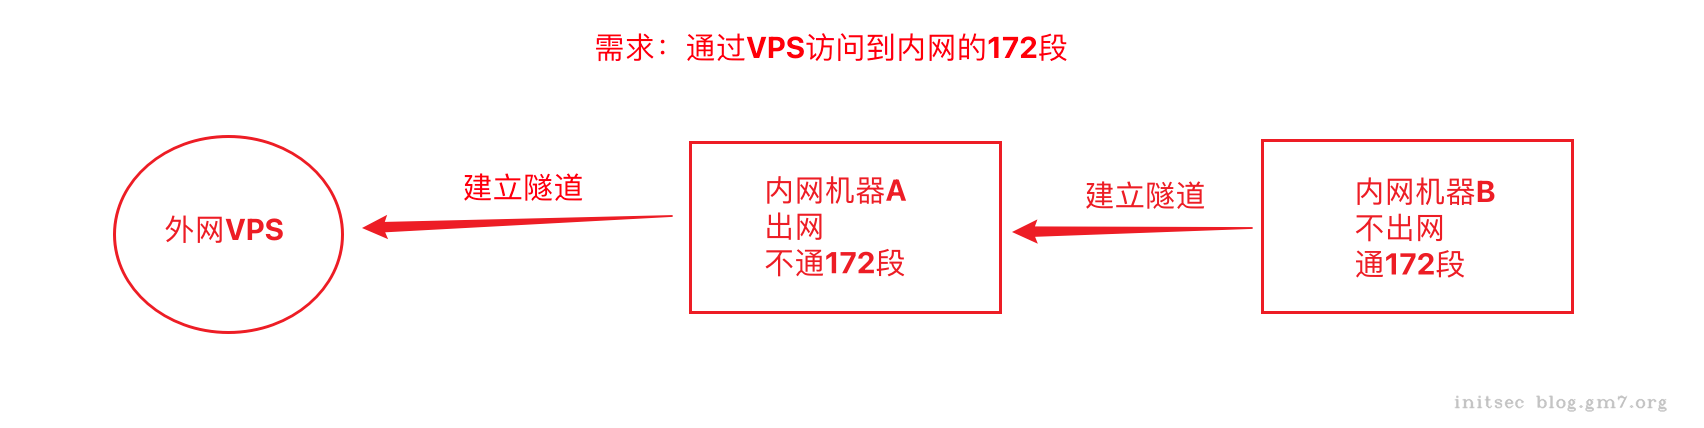 需求：通过VPS访问到内网的172段
外网VPS
建立隧道
内网机器A
出网
不通172段
建立隧道
内网机器B
不出网
通172段
initsec blog.gm7.org